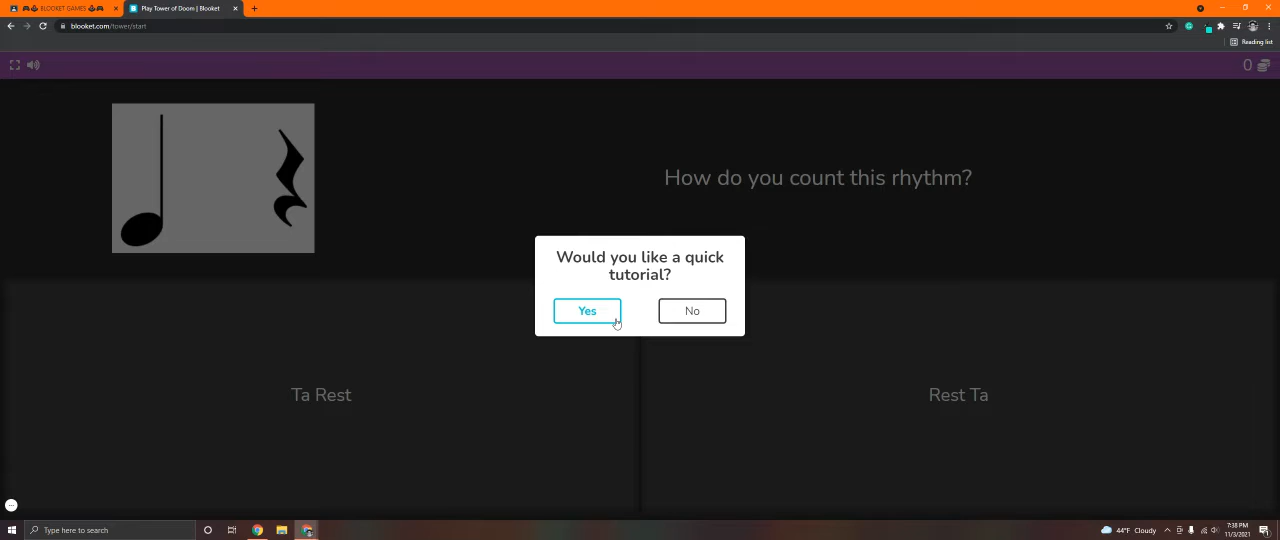 BLOOKET GAMES
Play Tower of Doom | Blooket
blooket.com/tower/start
Reading list
0
How do you count this rhythm?
Would you like a quick
tutorial?
Yes
No
Ta Rest
Rest Ta
Type here to search
44°F Cloudy
7:38 PM
11/3/2021